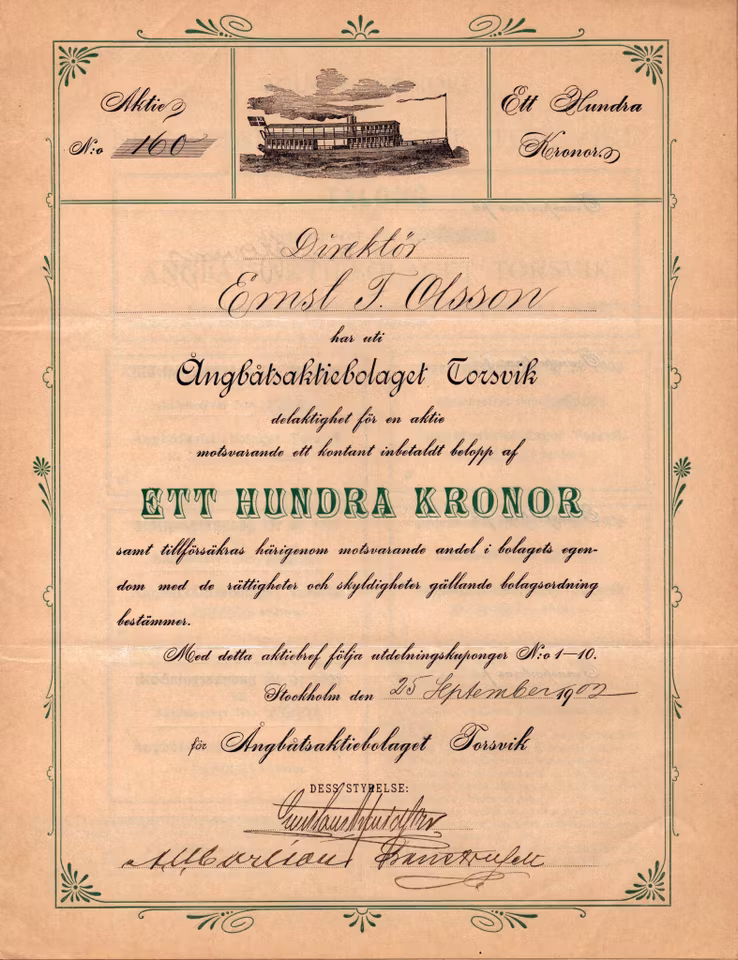 Aktie
N:o 160
Ett Hundra
Kronor
Direktör
Ernst F. Olsson
har uti
Ångbåtsaktiebolaget Torsvik
delaktighet för en aktie
motsvarande ett kontant inbetaldt belopp af
ETT HUNDRA KRONOR
samt tillförsäkras härigenom motsvarande andel i bolagets egen-
dom med de rättigheter och skyldigheter gällande bolagsordning
bestämmer.
Med detta aktiebref följa utdelningskuponger N:o 1—10.
Stockholm den 25 September 1902
för Ångbåtsaktiebolaget Torsvik
DESS STYRELSE: